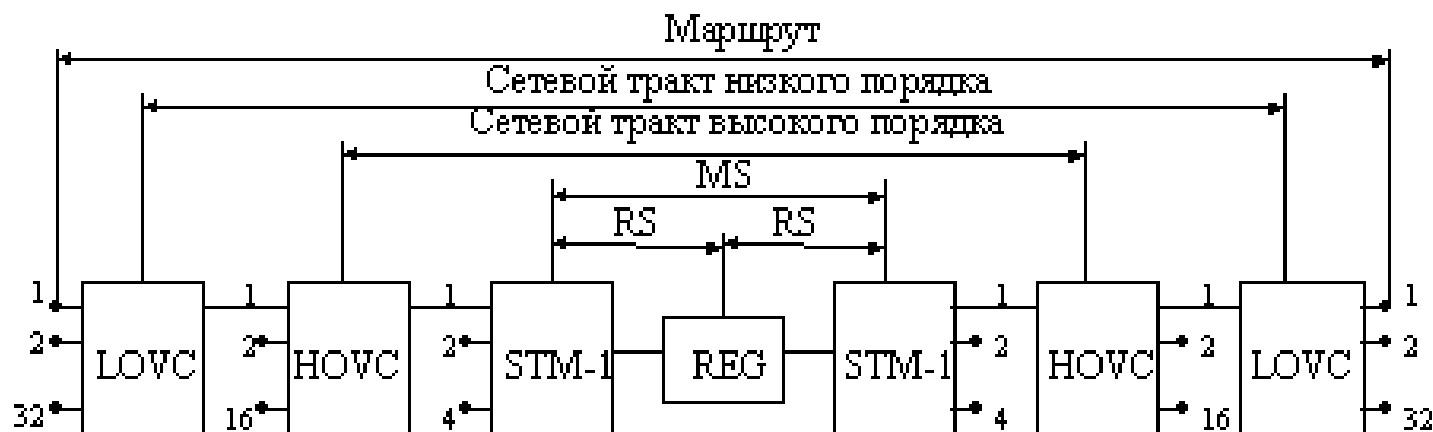 Маршрут
Сетевой тракт низкого порядка
Сетевой тракт высокого порядка
MS
RS RS
1 1 1 1 1 1
2 2 2 2 2 2
LOVC HOVC STM-1 REG STM-1 HOVC LOVC
32 16 4 4 16 32